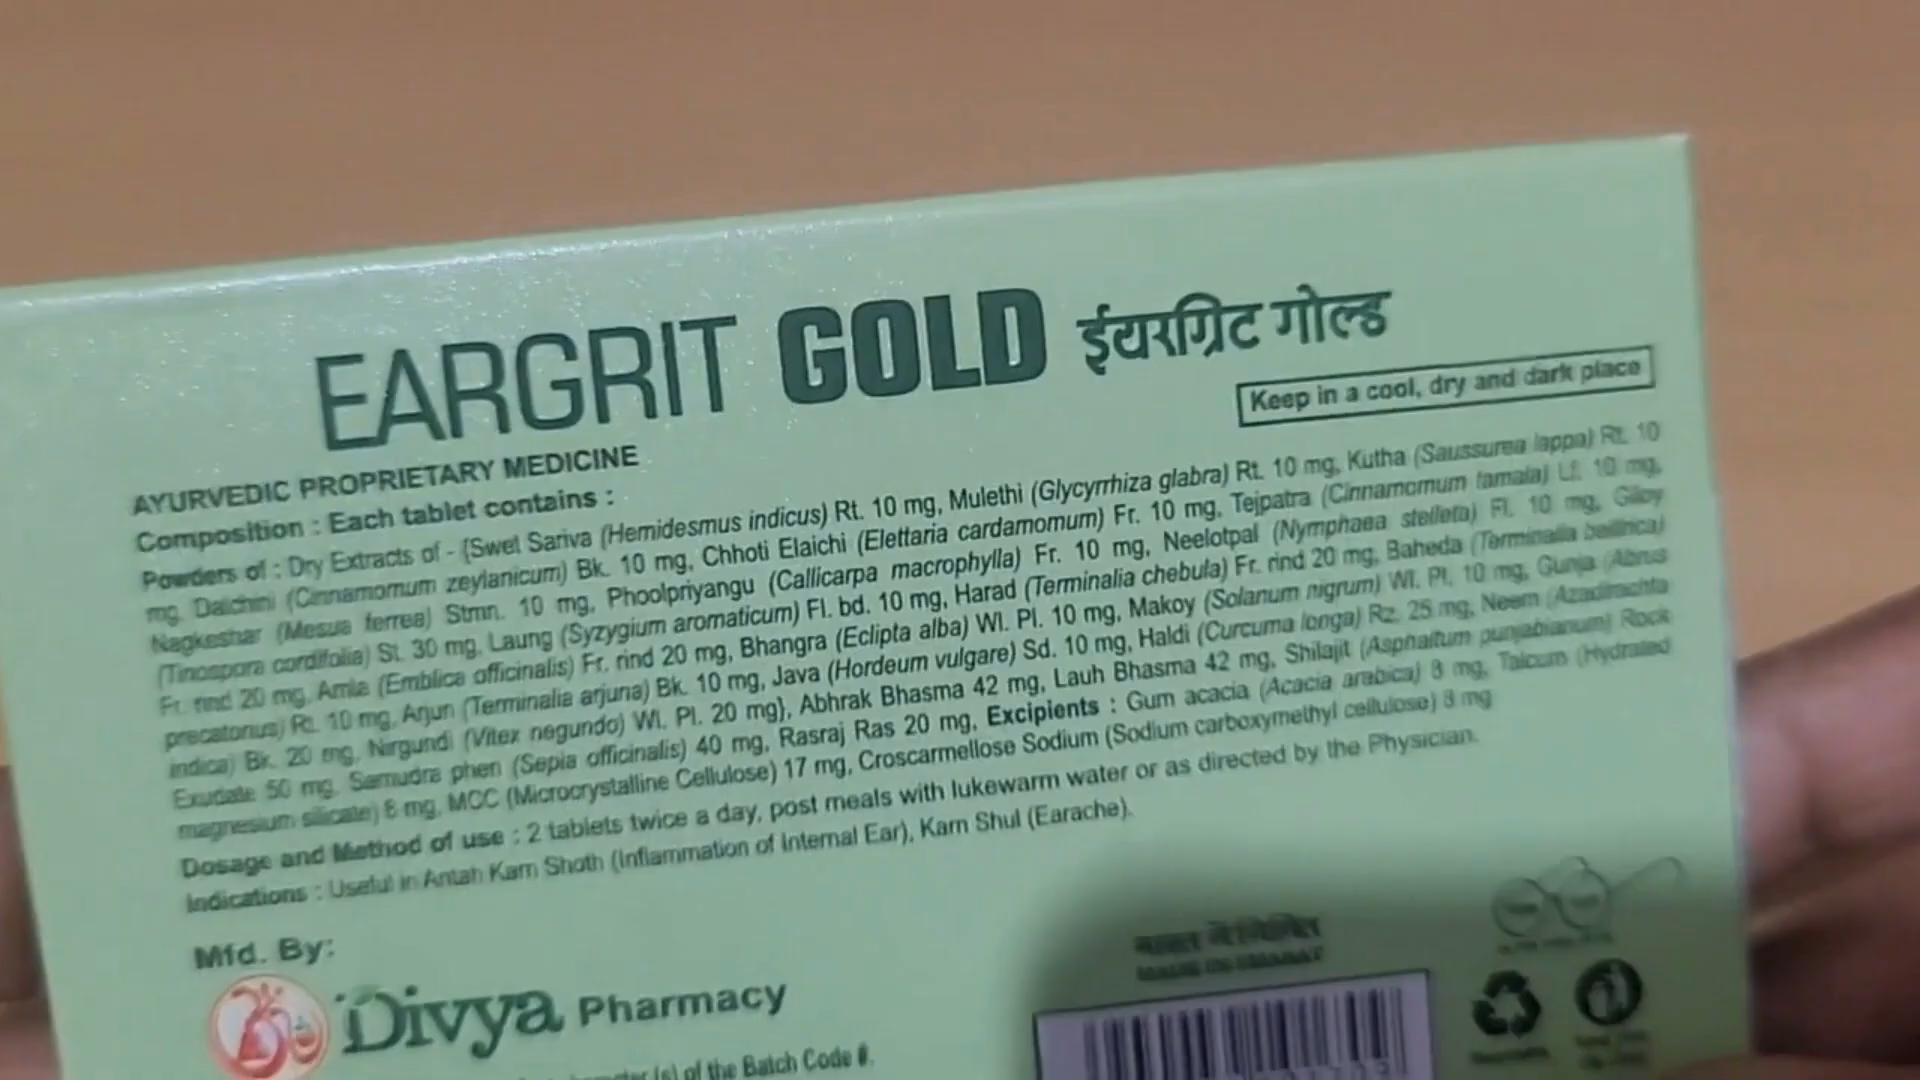 EARGRIT GOLD ईयरग्रिट गोल्ड
Keep in a cool, dry and dark place
AYURVEDIC PROPRIETARY MEDICINE
Composition : Each tablet contains :
Powders of : Dry Extracts of - {Swet Sariva (Hemidesmus indicus) Rt. 10 mg, Mulethi (Glycyrrhiza glabra) Rt. 10 mg, Kutha (Saussurea lappa) Rt. 10
mg, Dalchini (Cinnamomum zeylanicum) Bk. 10 mg, Chhoti Elaichi (Elettaria cardamomum) Fr. 10 mg, Tejpatra (Cinnamomum tamala) Lf. 10 mg,
Nagkeshar (Mesua ferrea) Stmn. 10 mg, Phoolpriyangu (Callicarpa macrophylla) Fr. 10 mg, Neelotpal (Nymphaea stelleta) Fl. 10 mg, Giloy
(Tinospora cordifolia) St. 30 mg, Laung (Syzygium aromaticum) Fl. bd. 10 mg, Harad (Terminalia chebula) Fr. rind 20 mg, Baheda (Terminalia bellirica)
Fr. rind 20 mg, Amla (Emblica officinalis) Fr. rind 20 mg, Bhangra (Eclipta alba) Wl. Pl. 10 mg, Makoy (Solanum nigrum) Wl. Pl. 10 mg, Gunja (Abrus
precatorius) Rt. 10 mg, Arjun (Terminalia arjuna) Bk. 10 mg, Java (Hordeum vulgare) Sd. 10 mg, Haldi (Curcuma longa) Rz. 25 mg, Neem (Azadirachta
indica) Bk. 20 mg, Nirgundi (Vitex negundo) Wl. Pl. 20 mg}, Abhrak Bhasma 42 mg, Lauh Bhasma 42 mg, Shilajit (Asphaltum punjabianum) Rock
Exudate 50 mg, Samudra phen (Sepia officinalis) 40 mg, Rasraj Ras 20 mg, Excipients : Gum acacia (Acacia arabica) 8 mg, Talcum (Hydrated
magnesium silicate) 8 mg, MCC (Microcrystalline Cellulose) 17 mg, Croscarmellose Sodium (Sodium carboxymethyl cellulose) 8 mg
Dosage and Method of use : 2 tablets twice a day, post meals with lukewarm water or as directed by the Physician.
Indications : Useful in Antah Karn Shoth (Inflammation of Internal Ear), Karn Shul (Earache).
Mfd. By:
भारत में निर्मित
MADE IN BHARAT
Divya Pharmacy
(s) of the Batch Code #.